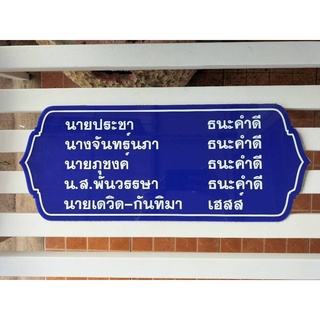 นายประชา ธนะคำดี
นางจันทร์นภา ธนะคำดี
นายภุชงค์ ธนะคำดี
น.ส.พันวรรษา ธนะคำดี
นายเดวิด-กันทิมา เฮสส์